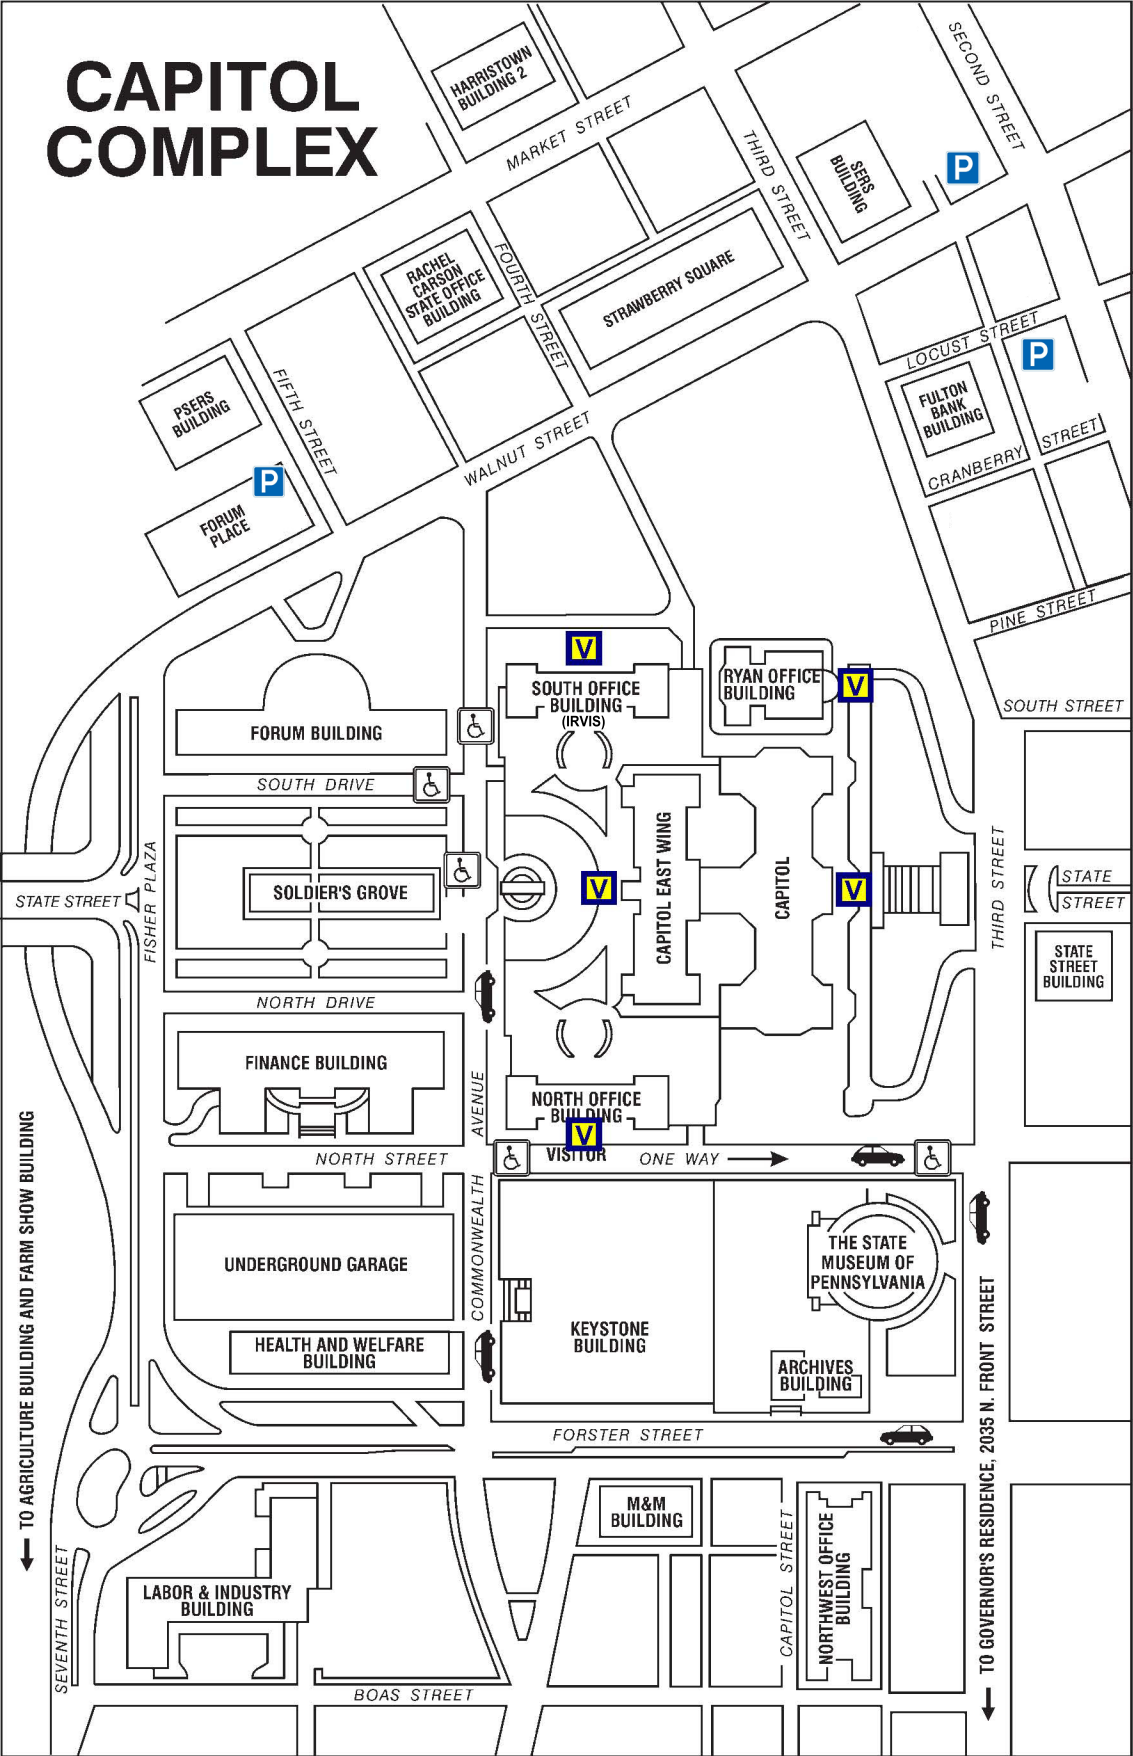 CAPITOL
COMPLEX
HARRISTOWN
BUILDING 2
MARKET STREET
SECOND STREET
THIRD STREET
SERS
BUILDING
P
RACHEL
CARSON
STATE OFFICE
BUILDING
FOURTH STREET
STRAWBERRY SQUARE
LOCUST STREET
P
PSERS
BUILDING
FIFTH STREET
FULTON
BANK
BUILDING
CRANBERRY STREET
WALNUT STREET
P
FORUM
PLACE
PINE STREET
V
SOUTH OFFICE
BUILDING
(IRVIS)
RYAN OFFICE
BUILDING
V
SOUTH STREET
FORUM BUILDING
SOUTH DRIVE
FISHER PLAZA
SOLDIER'S GROVE
V
CAPITOL EAST WING
CAPITOL
V
THIRD STREET
STATE STREET
STATE
STREET
STATE
STREET
BUILDING
NORTH DRIVE
FINANCE BUILDING
NORTH OFFICE
BUILDING
V
VISITOR
ONE WAY
NORTH STREET
COMMONWEALTH AVENUE
UNDERGROUND GARAGE
THE STATE
MUSEUM OF
PENNSYLVANIA
KEYSTONE
BUILDING
HEALTH AND WELFARE
BUILDING
ARCHIVES
BUILDING
FORSTER STREET
TO AGRICULTURE BUILDING AND FARM SHOW BUILDING
TO GOVERNOR'S RESIDENCE, 2035 N. FRONT STREET
M&M
BUILDING
CAPITOL STREET
NORTHWEST OFFICE
BUILDING
LABOR & INDUSTRY
BUILDING
SEVENTH STREET
BOAS STREET